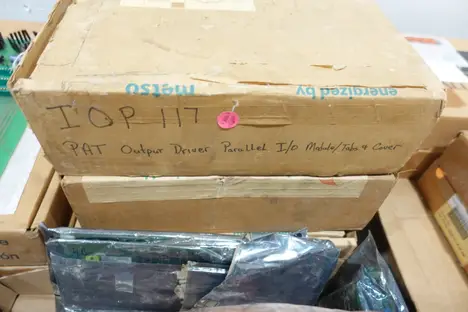 metso
energized by
IOP 117
PAT Output Driver Parallel I/O Module/Tabs & Cover